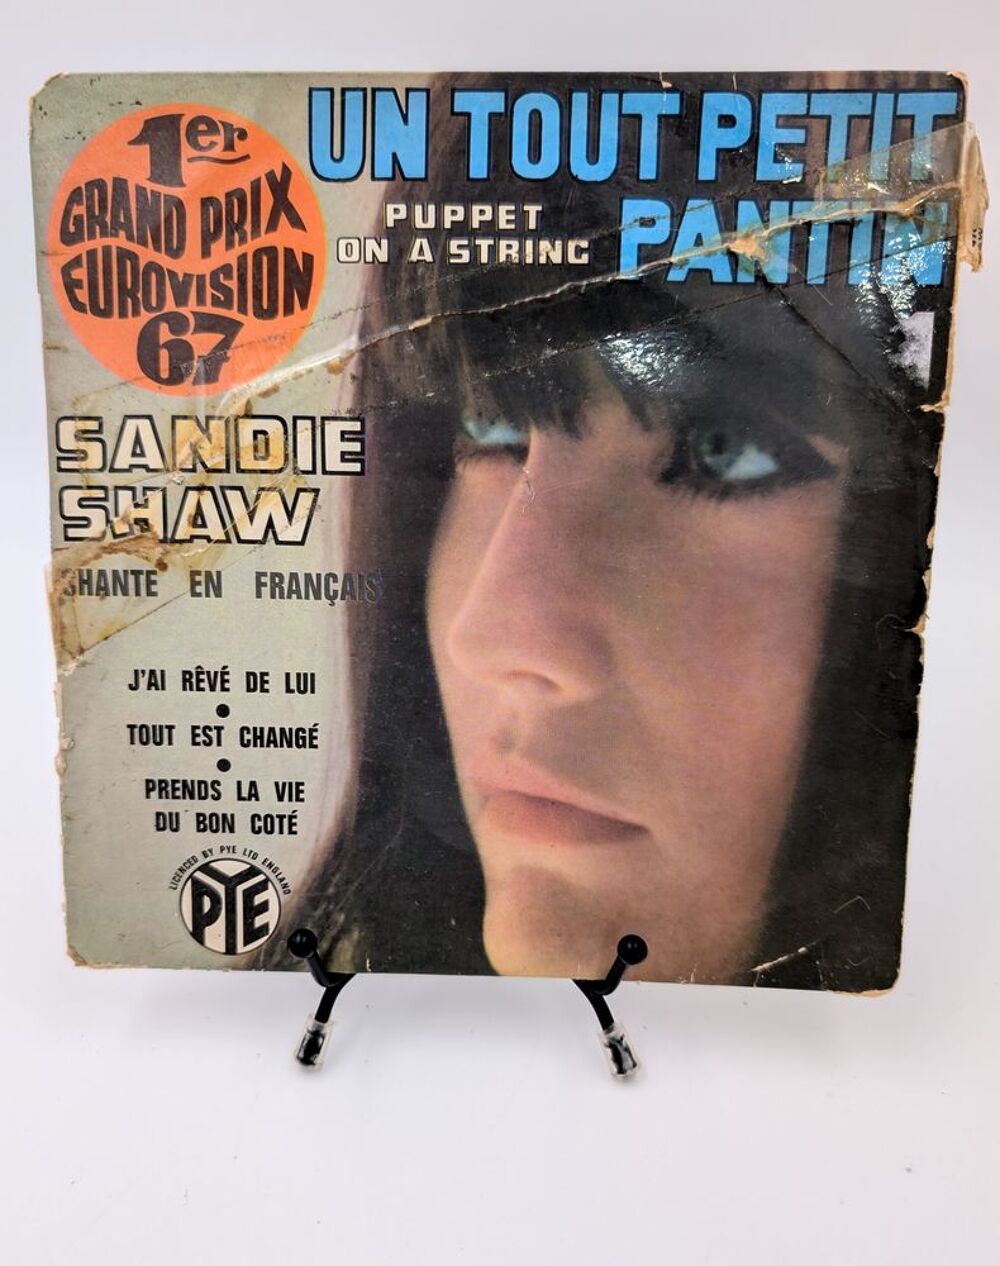 1er
GRAND PRIX
EUROVISION
67
UN TOUT PETIT
PANTIN
PUPPET
ON A STRING
SANDIE
SHAW
CHANTE EN FRANÇAIS
J'AI RÊVÉ DE LUI
TOUT EST CHANGÉ
PRENDS LA VIE
DU BON COTÉ
LICENCED BY PYE LTD ENGLAND
PYE